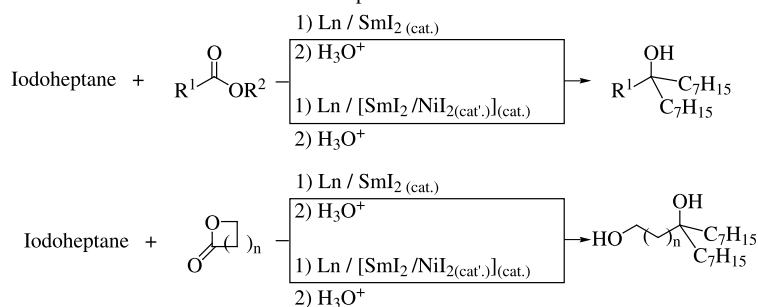 1) Ln / SmI2 (cat.)
2) H3O+
Iodoheptane + R1 O OR2
1) Ln / [SmI2 /NiI2(cat'.)](cat.)
2) H3O+
OH
R1 C7H15
C7H15
1) Ln / SmI2 (cat.)
2) H3O+
Iodoheptane + O O ( )n
1) Ln / [SmI2 /NiI2(cat'.)](cat.)
2) H3O+
OH
HO ( )n C7H15
C7H15